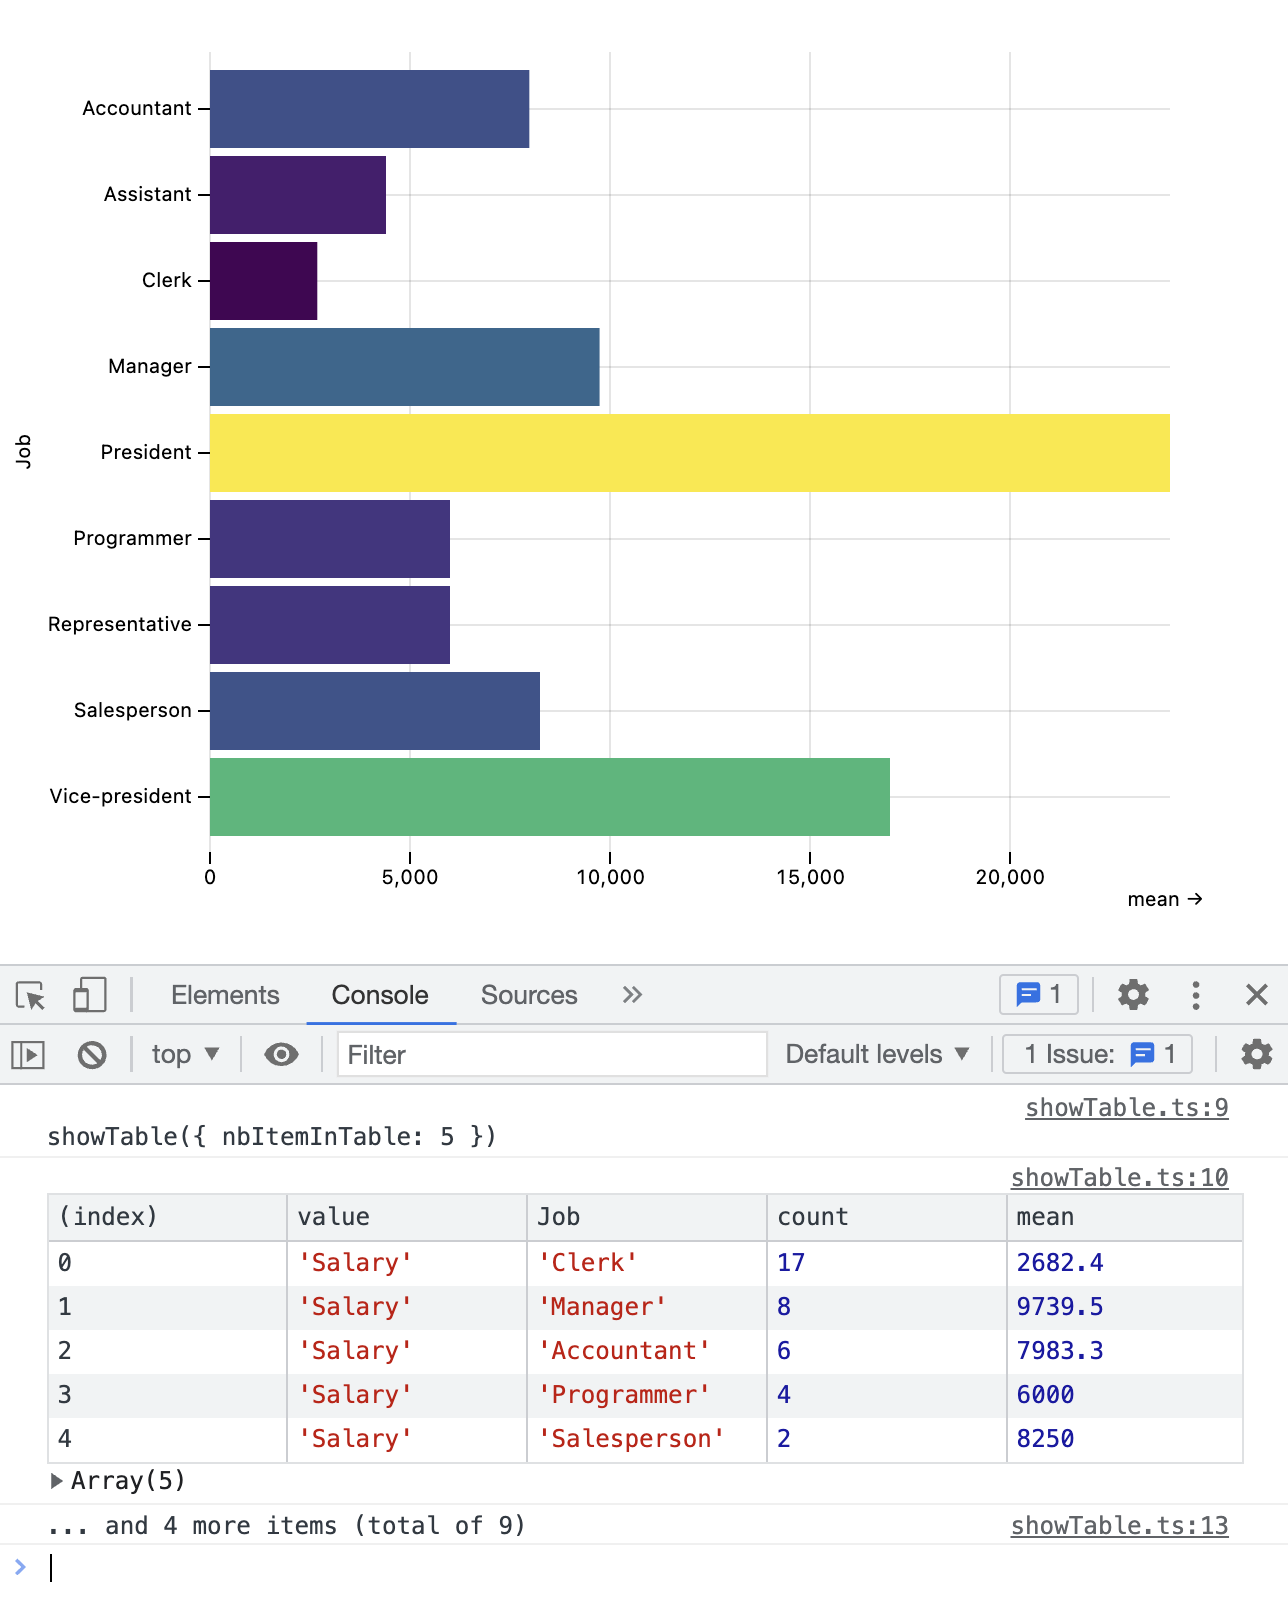 Accountant
Assistant
Clerk
Manager
President
Programmer
Representative
Salesperson
Vice-president
Job
0 5,000 10,000 15,000 20,000
mean →
Elements Console Sources » 1
top ▼ Filter Default levels ▼ 1 Issue: 1
showTable.ts:9
showTable({ nbItemInTable: 5 })
showTable.ts:10
(index) value Job count mean
0 'Salary' 'Clerk' 17 2682.4
1 'Salary' 'Manager' 8 9739.5
2 'Salary' 'Accountant' 6 7983.3
3 'Salary' 'Programmer' 4 6000
4 'Salary' 'Salesperson' 2 8250
▶ Array(5)
... and 4 more items (total of 9) showTable.ts:13